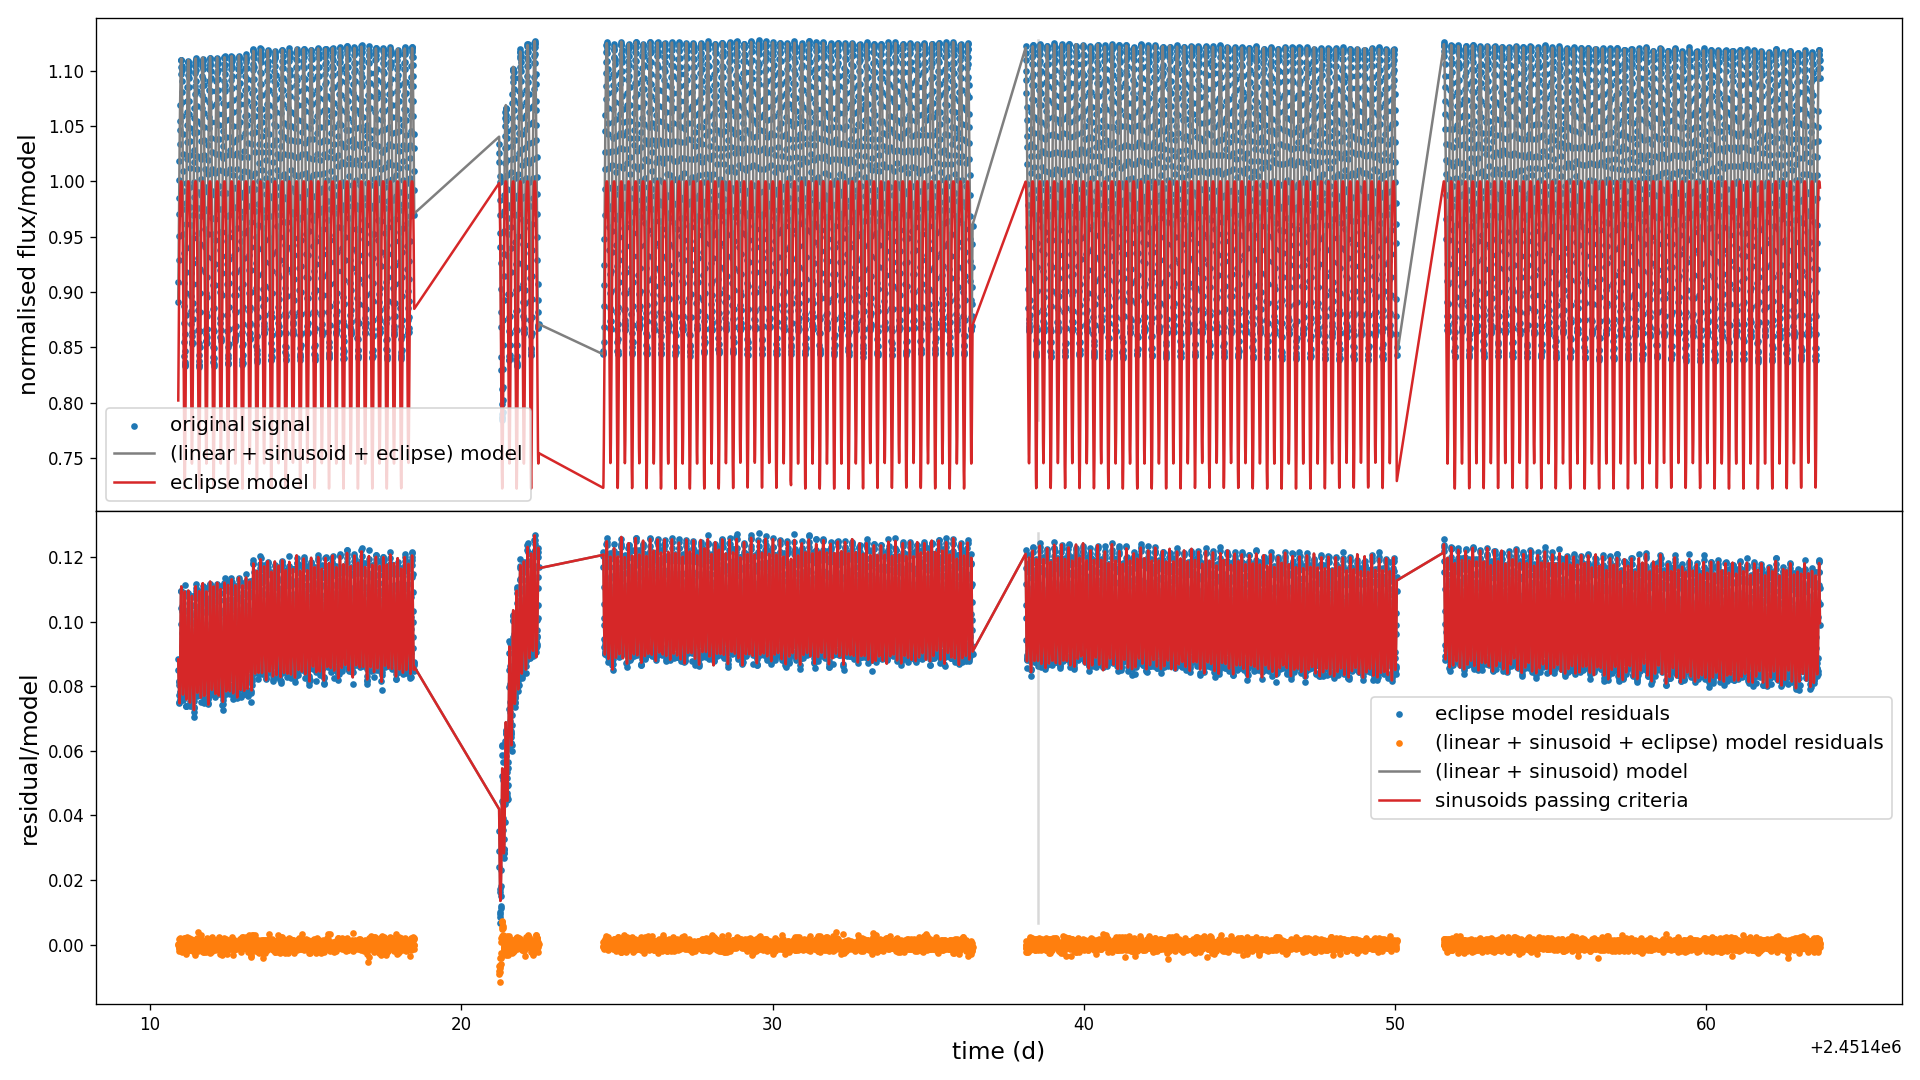 normalised flux/model
1.10
1.05
1.00
0.95
0.90
0.85
0.80
0.75
original signal
(linear + sinusoid + eclipse) model
eclipse model
residual/model
0.12
0.10
0.08
0.06
0.04
0.02
0.00
eclipse model residuals
(linear + sinusoid + eclipse) model residuals
(linear + sinusoid) model
sinusoids passing criteria
10 20 30 40 50 60
time (d)
+2.4514e6